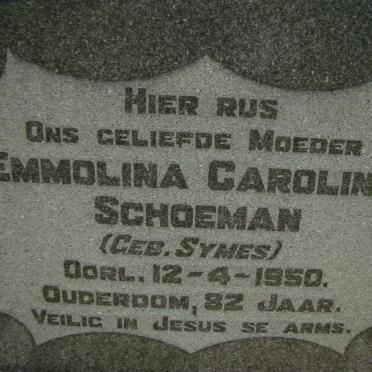 HIER RUS
ONS GELIEFDE MOEDER
EMMOLINA CAROLIN
SCHOEMAN
(GEB. SYMES)
OORL. 12-4-1950.
OUDERDOM, 82 JAAR.
VEILIG IN JESUS SE ARMS.